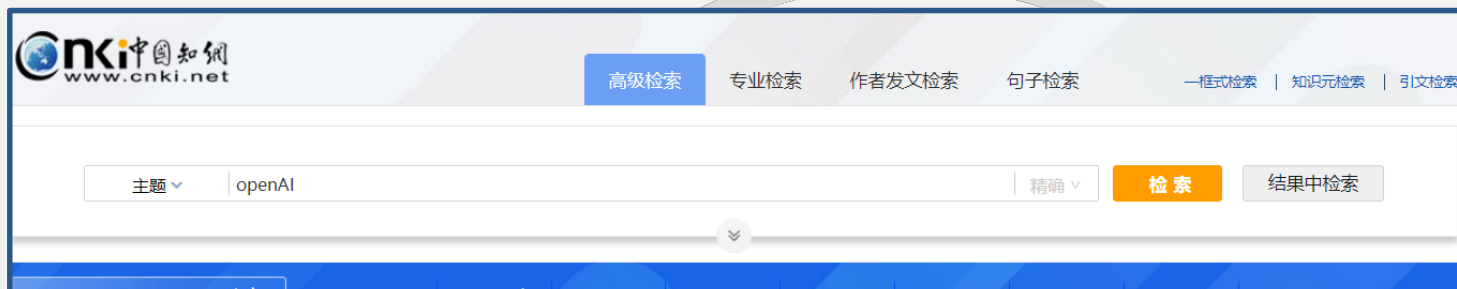 Cnki中国知網
www.cnki.net
高级检索 专业检索 作者发文检索 句子检索 一框式检索 | 知识元检索 | 引文检索
主题 openAI 精确 检索 结果中检索